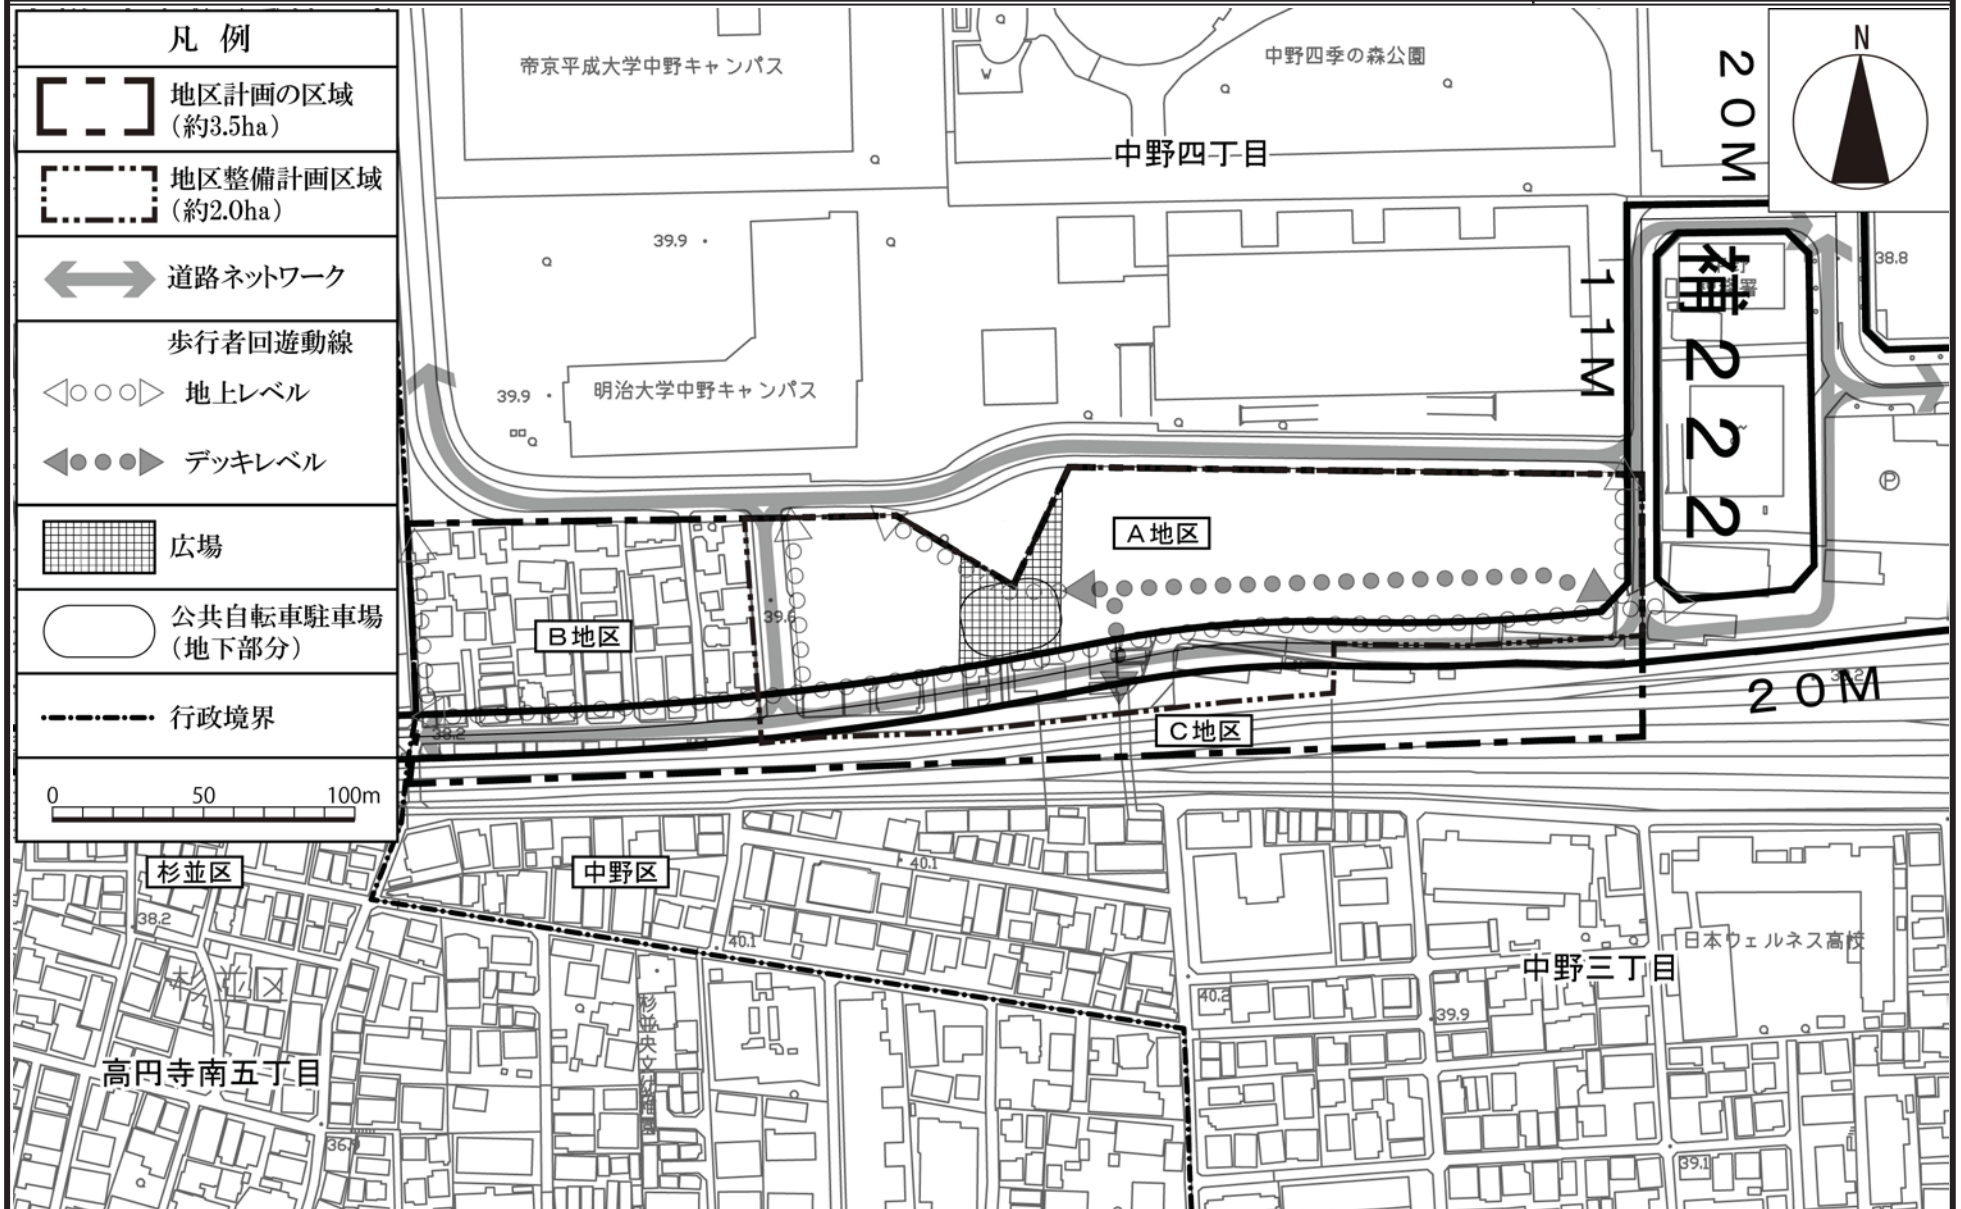 凡 例
地区計画の区域
（約3.5ha）
地区整備計画区域
（約2.0ha）
道路ネットワーク
歩行者回遊動線
地上レベル
デッキレベル
広場
公共自転車駐車場
（地下部分）
行政境界
0 50 100m
帝京平成大学中野キャンパス
中野四季の森公園
W
中野四丁目
20M
N
39.9
38.8
補222
11M
39.9
明治大学中野キャンパス
P
A地区
39.6
B地区
20M
38.2
C地区
杉並区
中野区
40.1
38.2
40.1
日本ウェルネス高校
中野三丁目
杉並区
40.2
39.9
高円寺南五丁目
36.9
39.1